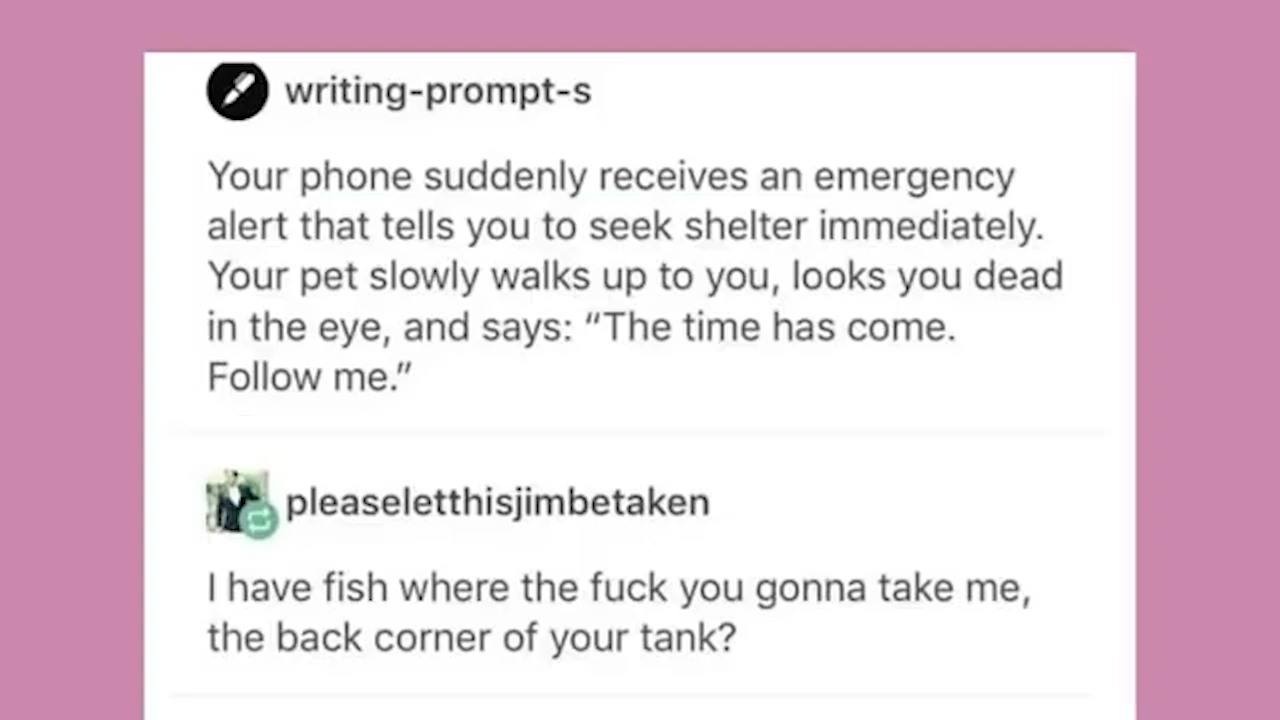 writing-prompt-s
Your phone suddenly receives an emergency
alert that tells you to seek shelter immediately.
Your pet slowly walks up to you, looks you dead
in the eye, and says: “The time has come.
Follow me.”
pleaseletthisjimbetaken
I have fish where the fuck you gonna take me,
the back corner of your tank?